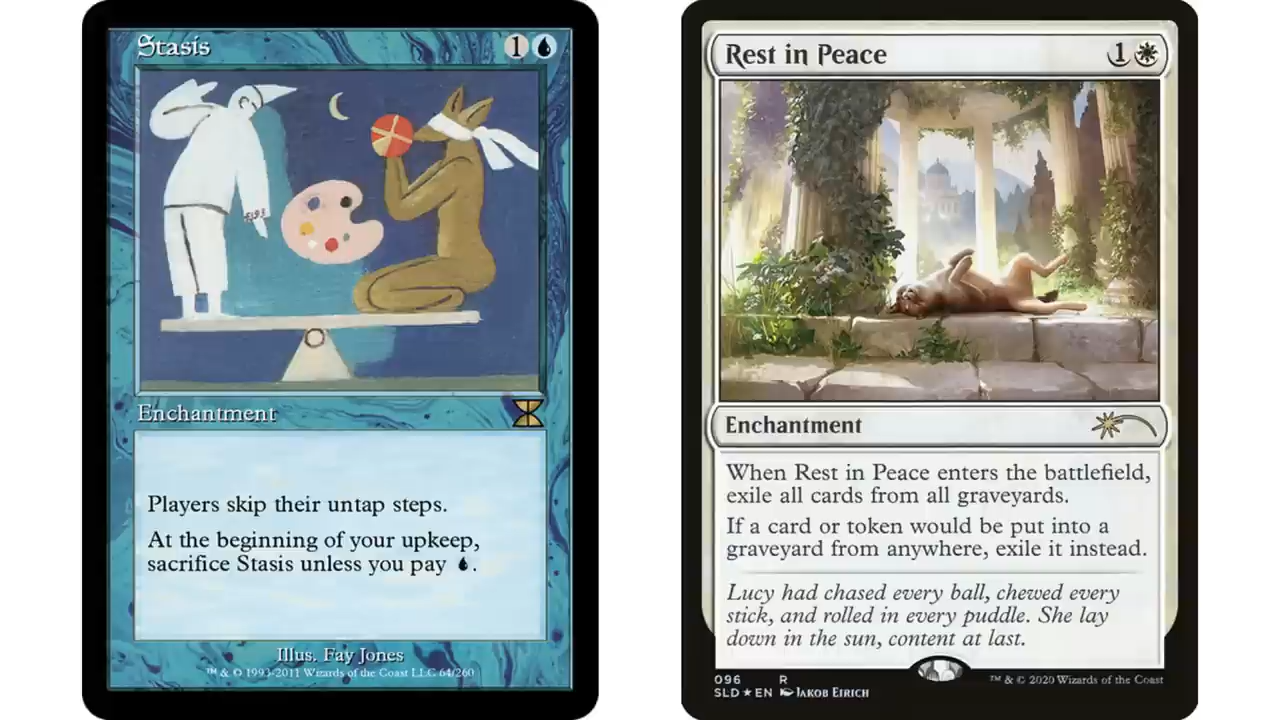 Stasis
1
Enchantment
Players skip their untap steps.
At the beginning of your upkeep,
sacrifice Stasis unless you pay .
Illus. Fay Jones
™ & © 1993-2011 Wizards of the Coast LLC 64/260
Rest in Peace
1
Enchantment
When Rest in Peace enters the battlefield,
exile all cards from all graveyards.
If a card or token would be put into a
graveyard from anywhere, exile it instead.
Lucy had chased every ball, chewed every
stick, and rolled in every puddle. She lay
down in the sun, content at last.
096 R
SLD ★ EN Jakob Eirich
™ & © 2020 Wizards of the Coast